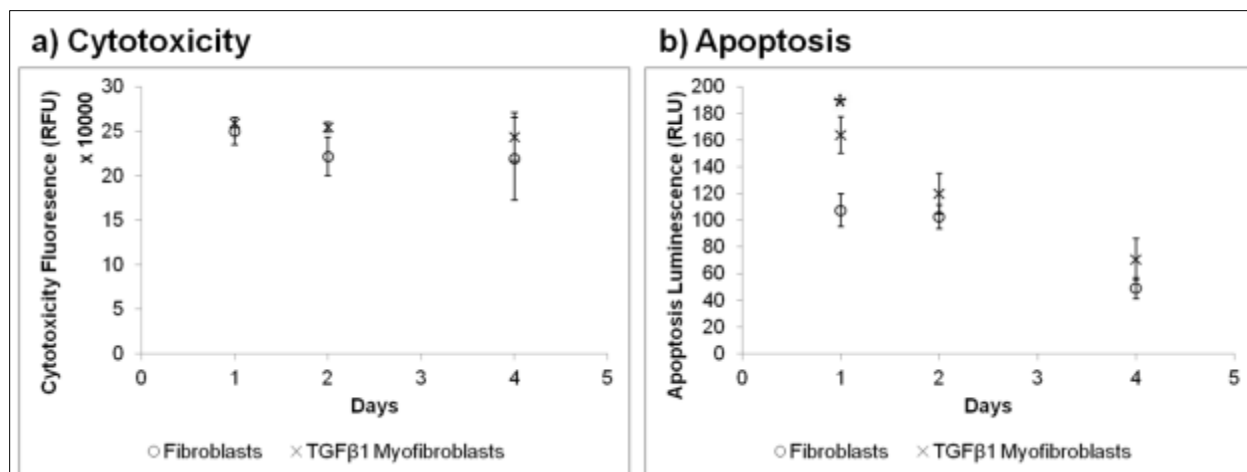 a) Cytotoxicity
Cytotoxicity Fluoresence (RFU)
x 10000
30
25
20
15
10
5
0
0 1 2 3 4 5
Days
○ Fibroblasts × TGFβ1 Myofibroblasts
b) Apoptosis
Apoptosis Luminescence (RLU)
200
180
160
140
120
100
80
60
40
20
0
*
0 1 2 3 4 5
Days
○ Fibroblasts × TGFβ1 Myofibroblasts